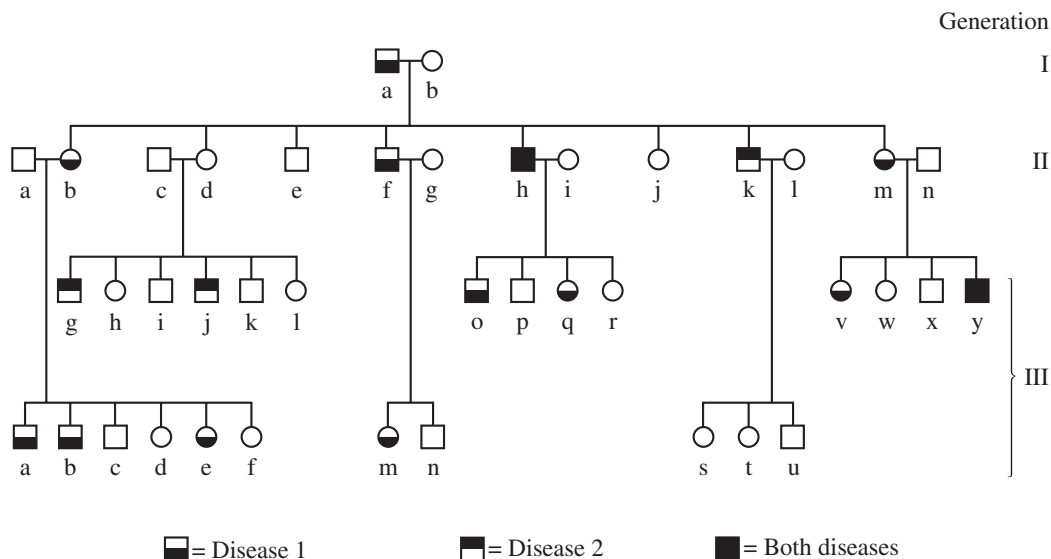 Generation
I
a b
II
a b c d e f g h i j k l m n
g h i j k l o p q r v w x y
III
a b c d e f m n s t u
= Disease 1 = Disease 2 = Both diseases